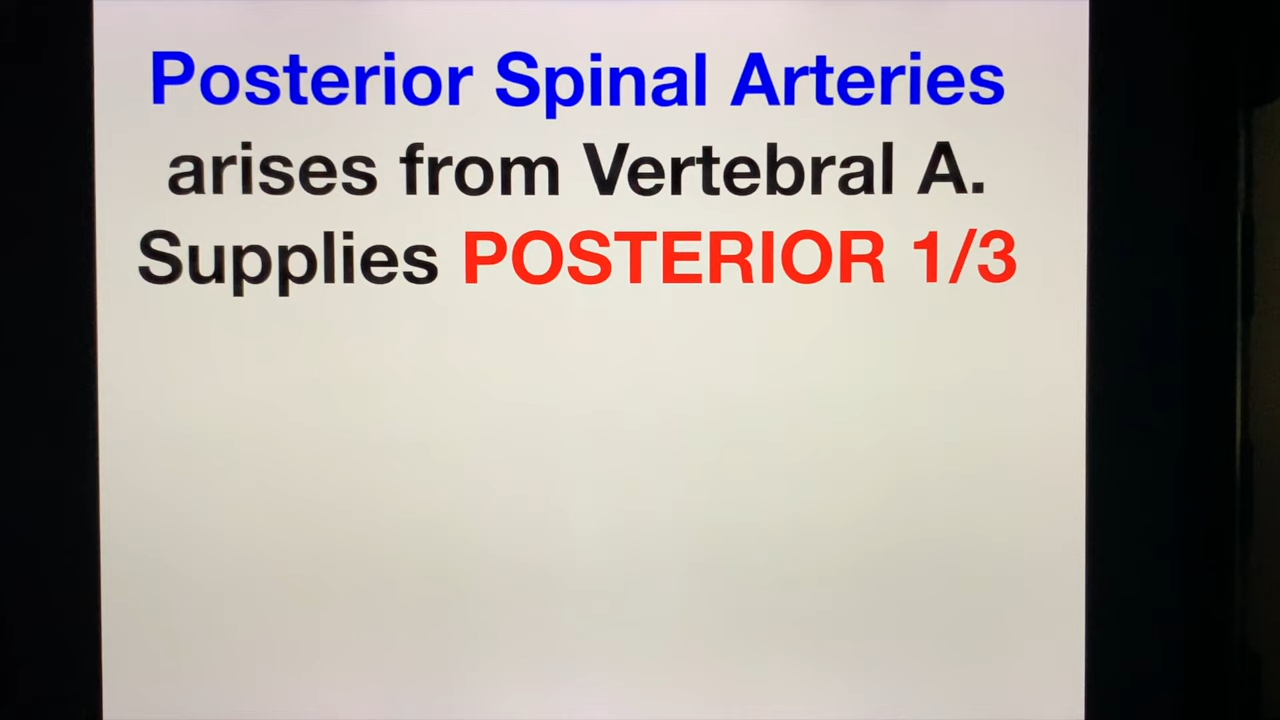 Posterior Spinal Arteries
arises from Vertebral A.
Supplies POSTERIOR 1/3